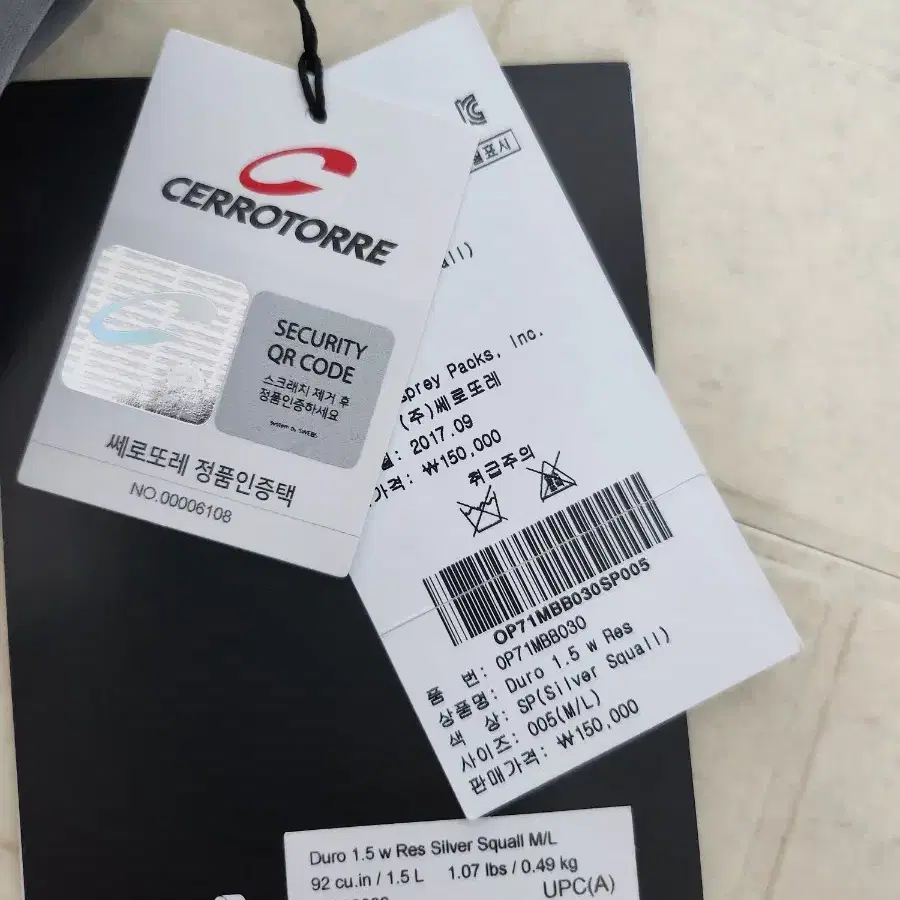 CERROTORRE
SECURITY
QR CODE
스크래치 제거 후
정품인증하세요
쎄로또레 정품인증택
NO.00006108
표시
all)
sprey Packs, Inc.
(주)쎄로또레
2017.09
가격: ₩150,000
취급주의
OP71MBB030SP005
품 번: OP71MBB030
상품명: Duro 1.5 w Res
색 상: SP(Silver Squall)
사이즈: 005(M/L)
판매가격: ₩150,000
Duro 1.5 w Res Silver Squall M/L
92 cu.in / 1.5 L 1.07 lbs / 0.49 kg
UPC(A)